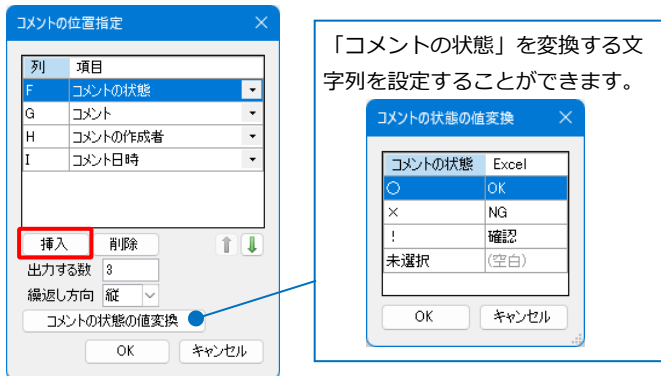 コメントの位置指定
列 項目
F コメントの状態
G コメント
H コメントの作成者
I コメント日時
挿入 削除
出力する数 3
繰返し方向 縦
コメントの状態の値変換
OK キャンセル
「コメントの状態」を変換する文
字列を設定することができます。
コメントの状態の値変換
コメントの状態 Excel
○ OK
× NG
! 確認
未選択 (空白)
OK キャンセル